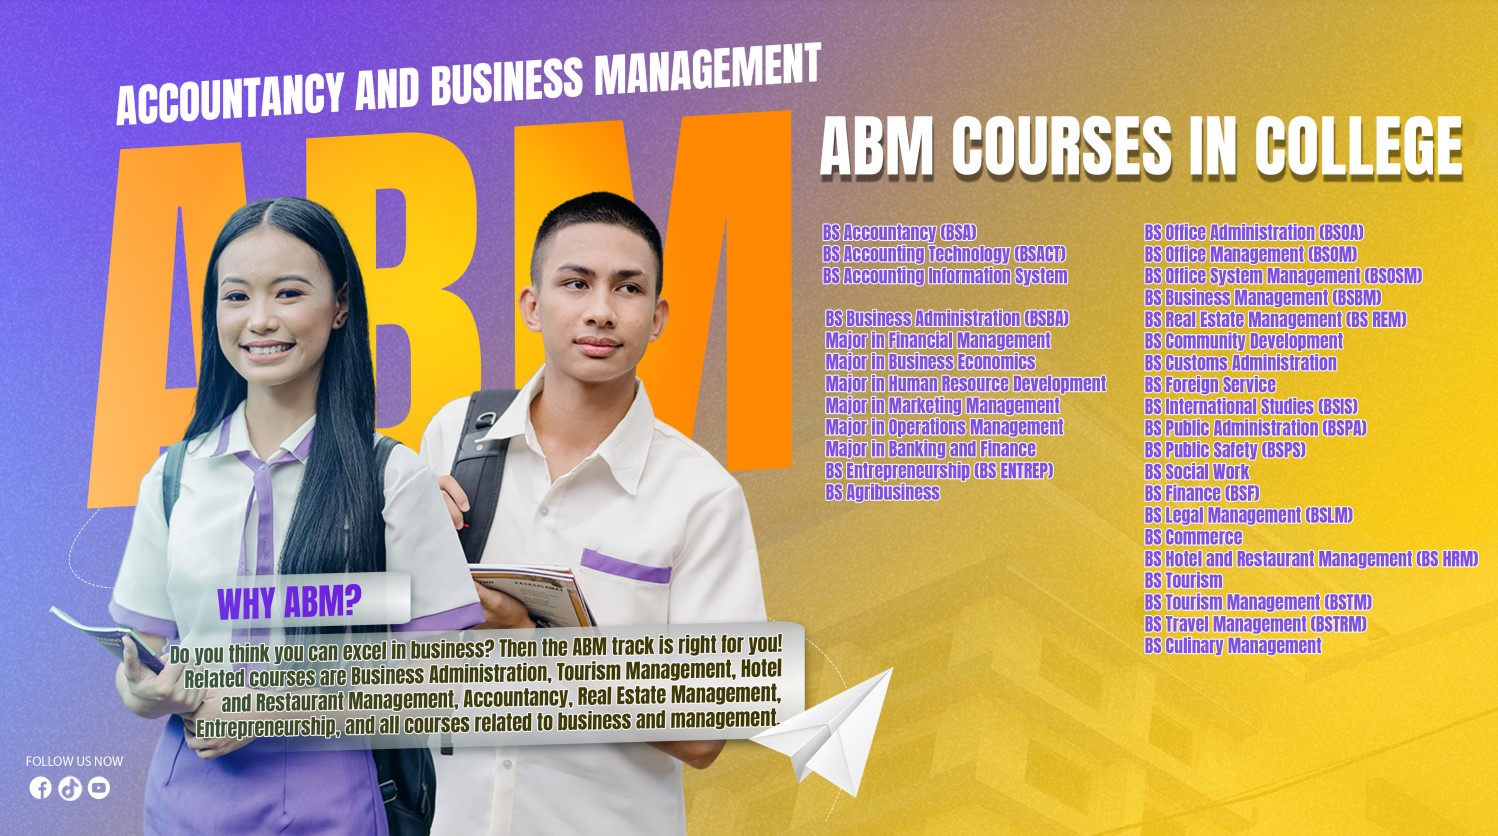 ACCOUNTANCY AND BUSINESS MANAGEMENT
ABM
WHY ABM?
Do you think you can excel in business? Then the ABM track is right for you!
Related courses are Business Administration, Tourism Management, Hotel
and Restaurant Management, Accountancy, Real Estate Management,
Entrepreneurship, and all courses related to business and management.
FOLLOW US NOW
ABM COURSES IN COLLEGE
BS Accountancy (BSA)
BS Accounting Technology (BSACT)
BS Accounting Information System
BS Business Administration (BSBA)
Major in Financial Management
Major in Business Economics
Major in Human Resource Development
Major in Marketing Management
Major in Operations Management
Major in Banking and Finance
BS Entrepreneurship (BS ENTREP)
BS Agribusiness
BS Office Administration (BSOA)
BS Office Management (BSOM)
BS Office System Management (BSOSM)
BS Business Management (BSBM)
BS Real Estate Management (BS REM)
BS Community Development
BS Customs Administration
BS Foreign Service
BS International Studies (BSIS)
BS Public Administration (BSPA)
BS Public Safety (BSPS)
BS Social Work
BS Finance (BSF)
BS Legal Management (BSLM)
BS Commerce
BS Hotel and Restaurant Management (BS HRM)
BS Tourism
BS Tourism Management (BSTM)
BS Travel Management (BSTRM)
BS Culinary Management